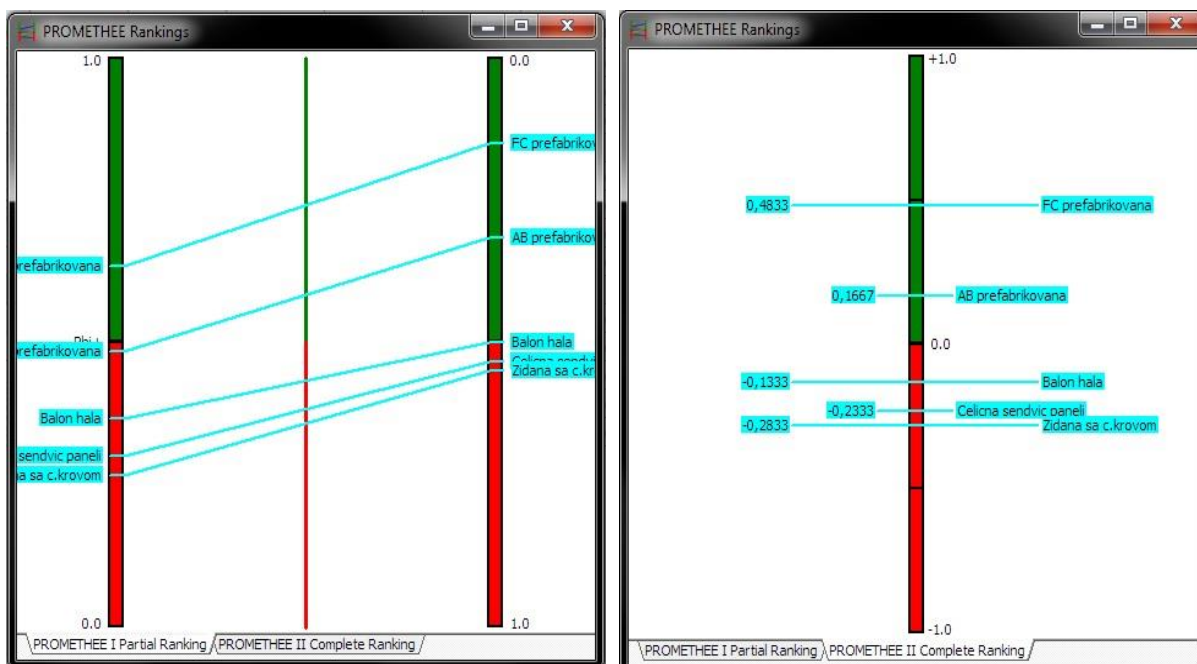 PROMETHEE Rankings
1.0
0.0
FC prefabrikov
AB prefabrikov
prefabrikovana
prefabrikovana
Balon hala
Zidana sa c.kr
Balon hala
sendvic paneli
na sa c.krovom
0.0
1.0
PROMETHEE I Partial Ranking PROMETHEE II Complete Ranking
PROMETHEE Rankings
+1.0
0,4833 FC prefabrikovana
0,1667 AB prefabrikovana
0.0
-0,1333 Balon hala
-0,2333 Celicna sendvic paneli
-0,2833 Zidana sa c.krovom
-1.0
PROMETHEE I Partial Ranking PROMETHEE II Complete Ranking